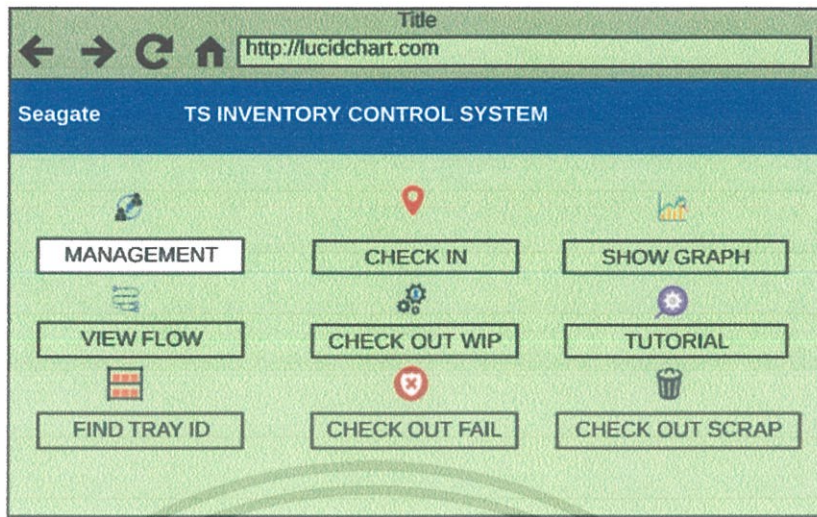 Title
http://lucidchart.com
Seagate TS INVENTORY CONTROL SYSTEM
MANAGEMENT CHECK IN SHOW GRAPH
VIEW FLOW CHECK OUT WIP TUTORIAL
FIND TRAY ID CHECK OUT FAIL CHECK OUT SCRAP